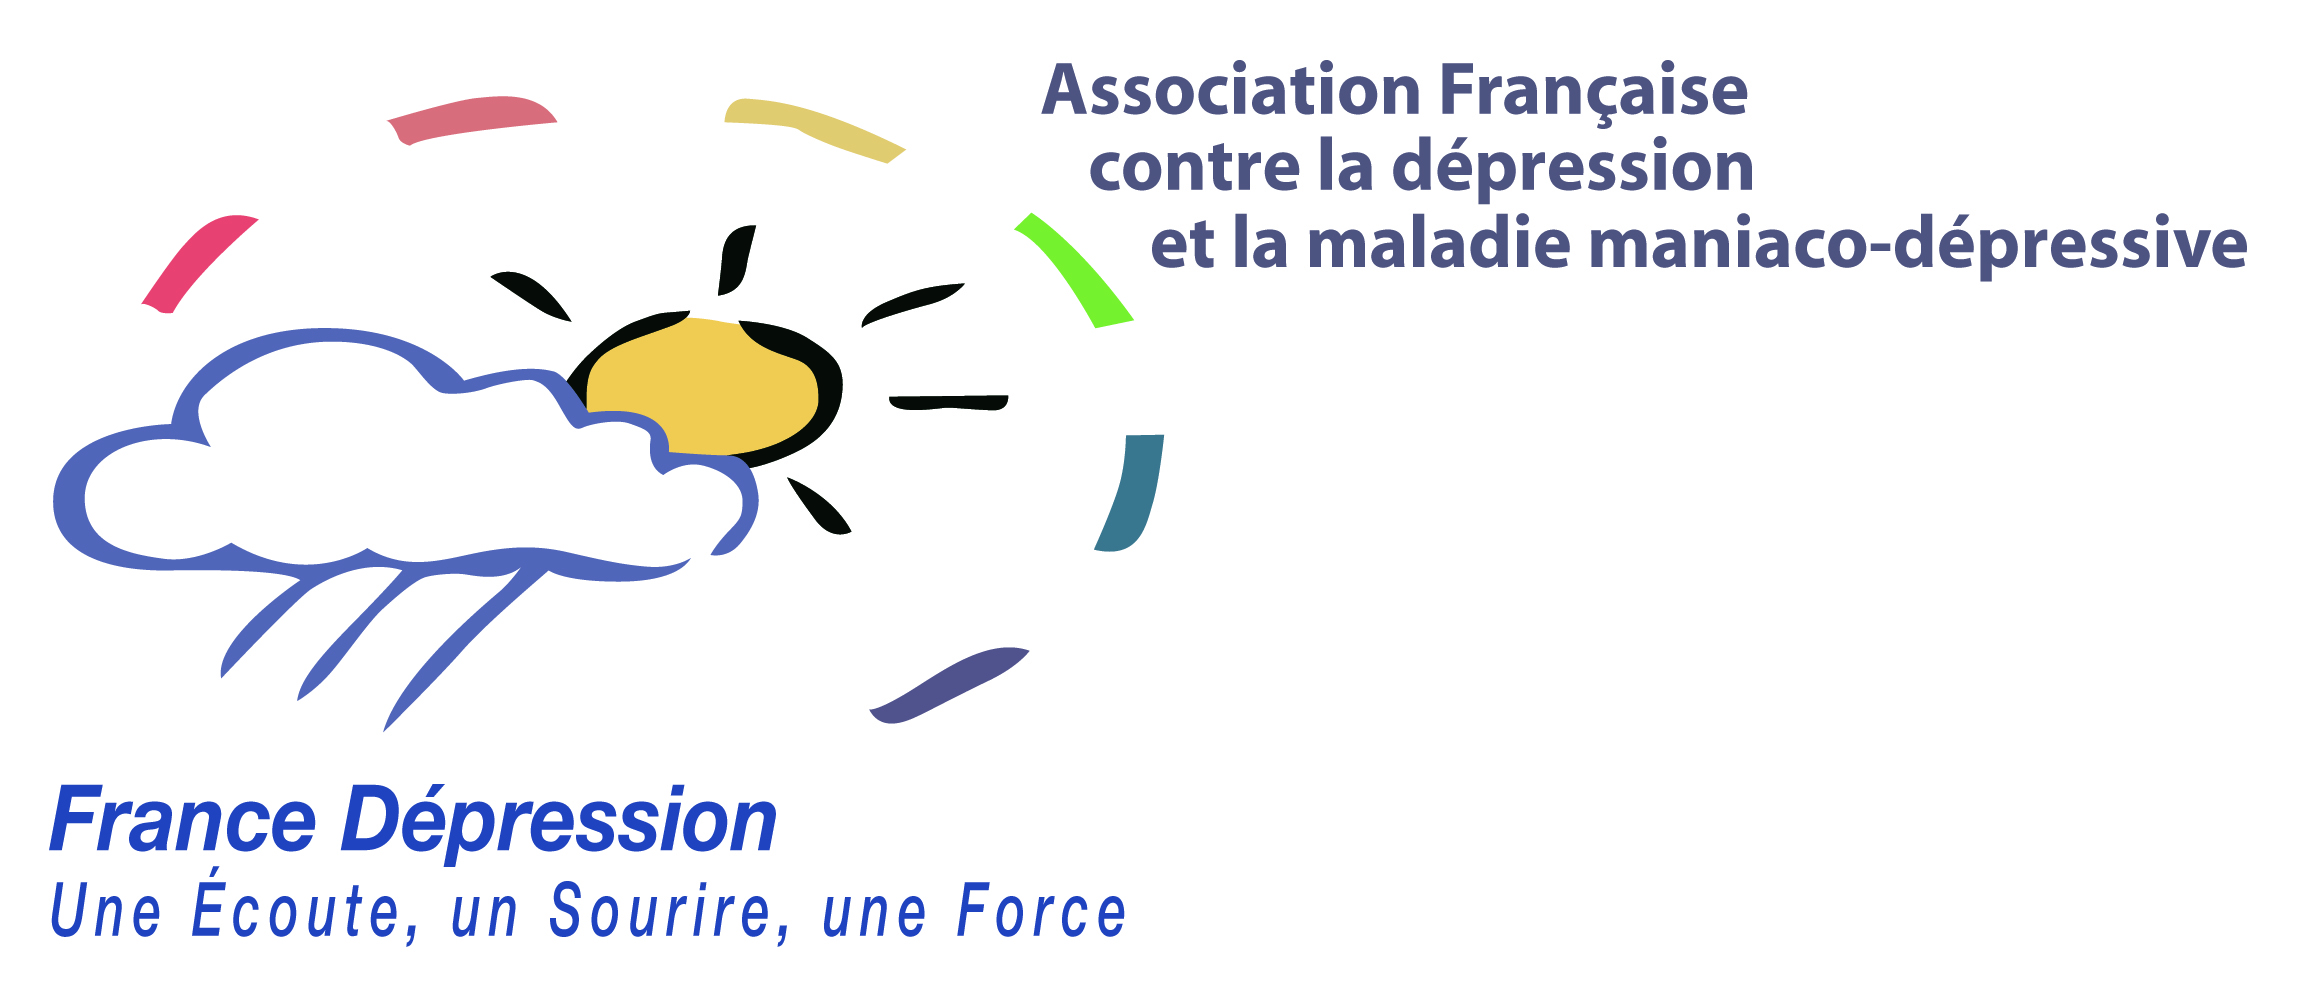 Association Française
contre la dépression
et la maladie maniaco-dépressive
France Dépression
Une Écoute, un Sourire, une Force